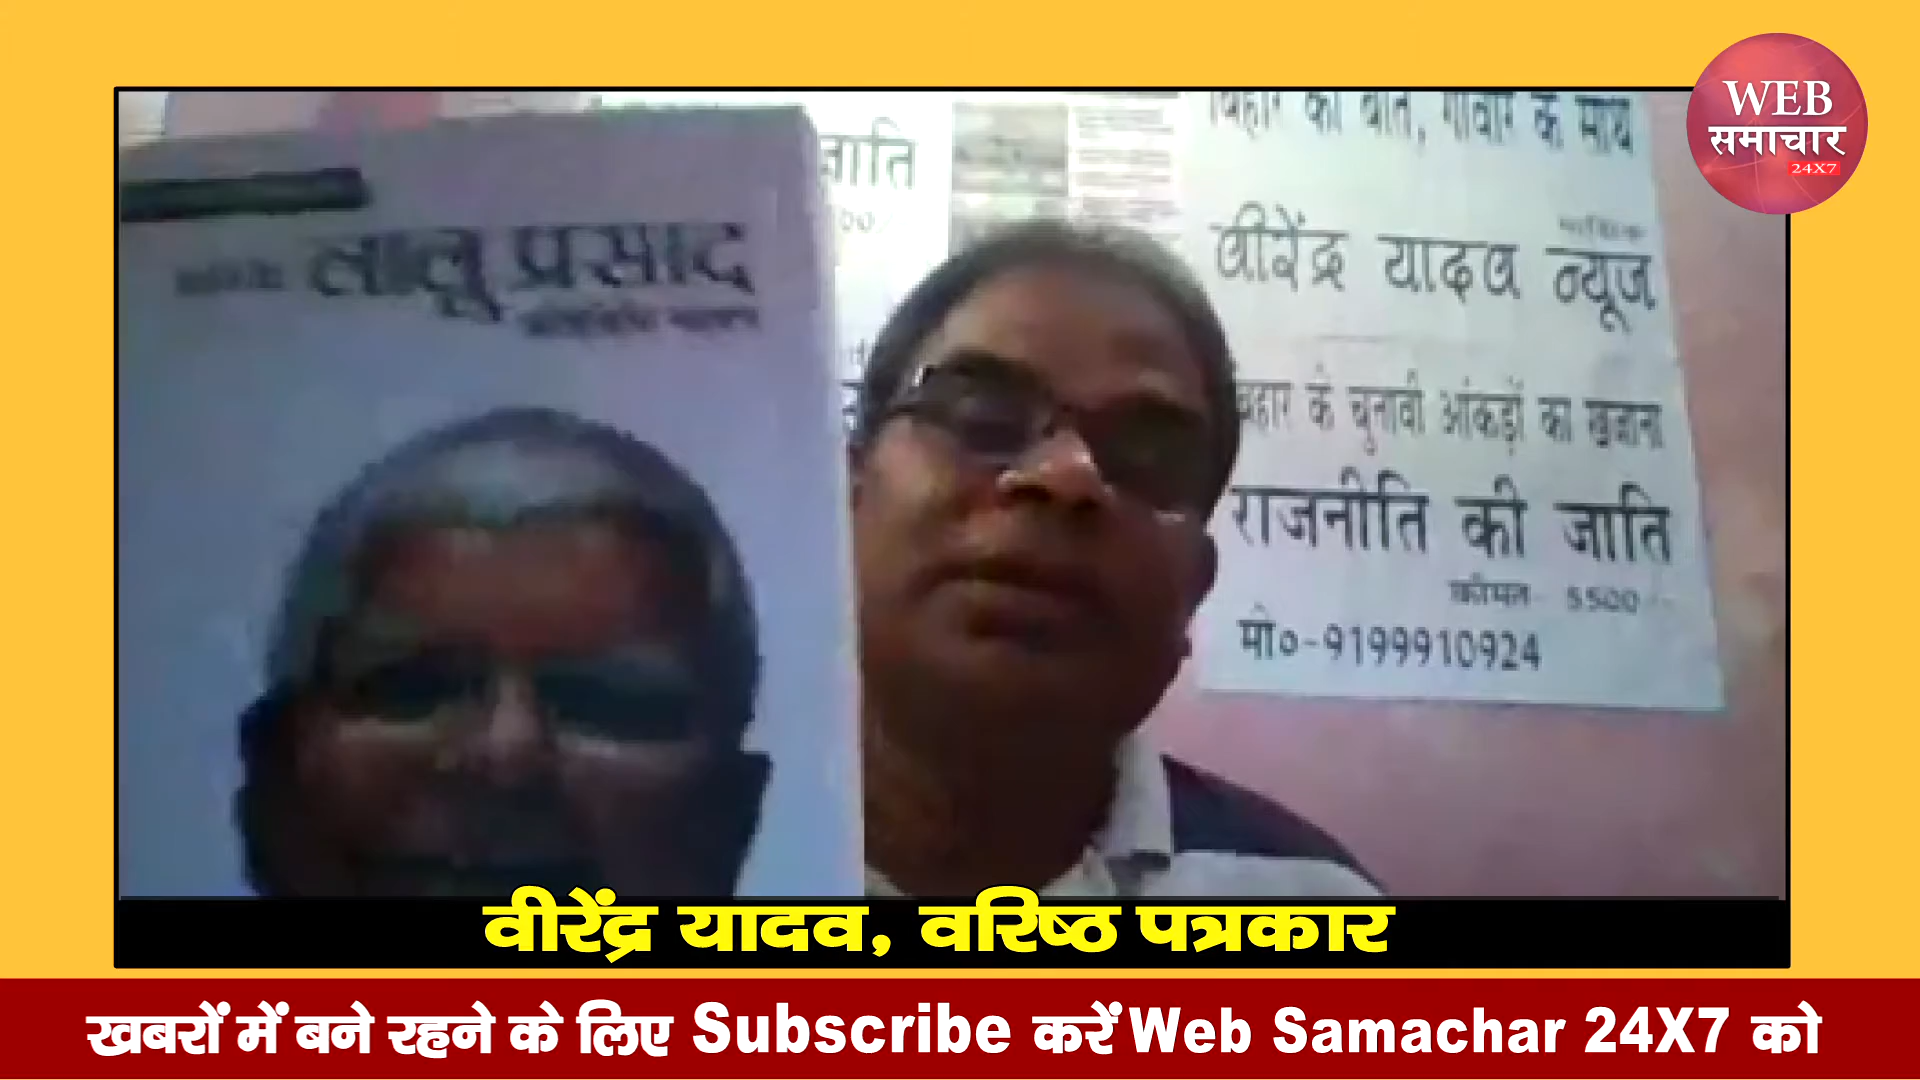 WEB
समाचार
24X7
लालू प्रसाद
जाति
बिहार की बात, गांधार के साथ
वीरेंद्र यादव न्यूज
बिहार के चुनावी आंकड़ों का खजाना
राजनीति की जाति
कीमत - 5500
मो०-9199910924
वीरेंद्र यादव, वरिष्ठ पत्रकार
खबरों में बने रहने के लिए Subscribe करें Web Samachar 24X7 को